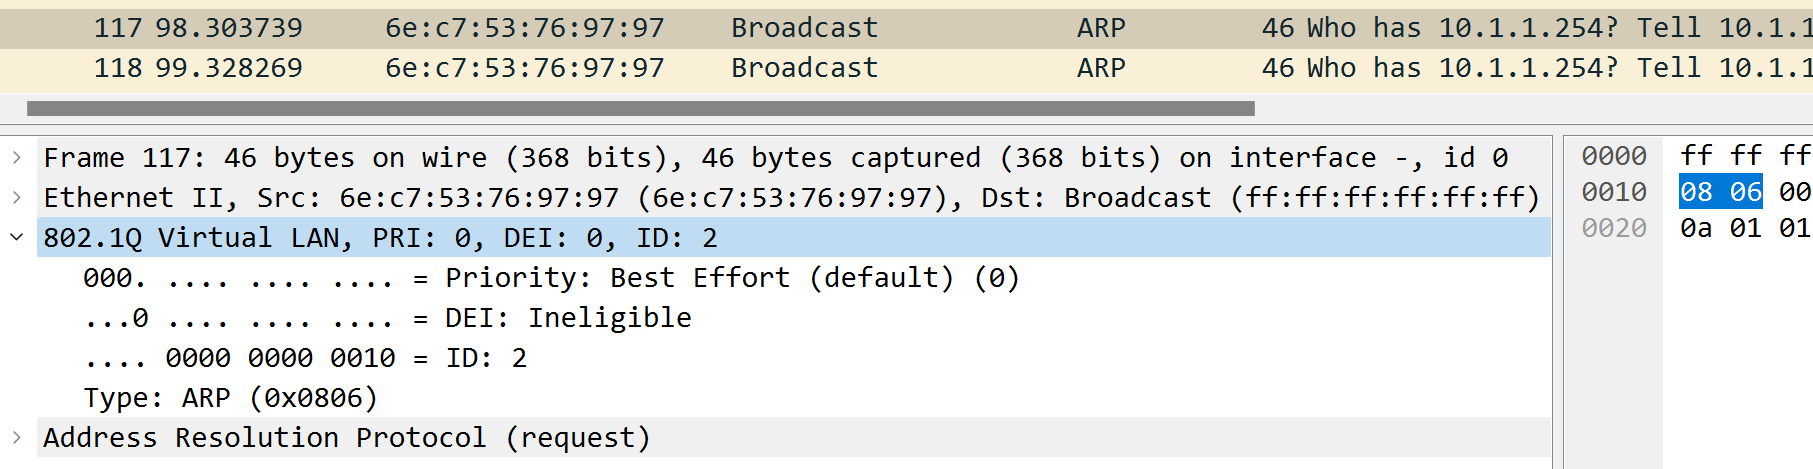 117 98.303739 6e:c7:53:76:97:97 Broadcast ARP 46 Who has 10.1.1.254? Tell 10.1.1
118 99.328269 6e:c7:53:76:97:97 Broadcast ARP 46 Who has 10.1.1.254? Tell 10.1.1
Frame 117: 46 bytes on wire (368 bits), 46 bytes captured (368 bits) on interface -, id 0
Ethernet II, Src: 6e:c7:53:76:97:97 (6e:c7:53:76:97:97), Dst: Broadcast (ff:ff:ff:ff:ff:ff)
802.1Q Virtual LAN, PRI: 0, DEI: 0, ID: 2
000. .... .... .... = Priority: Best Effort (default) (0)
...0 .... .... .... = DEI: Ineligible
.... 0000 0000 0010 = ID: 2
Type: ARP (0x0806)
Address Resolution Protocol (request)
0000 ff ff ff
0010 08 06 00
0020 0a 01 01